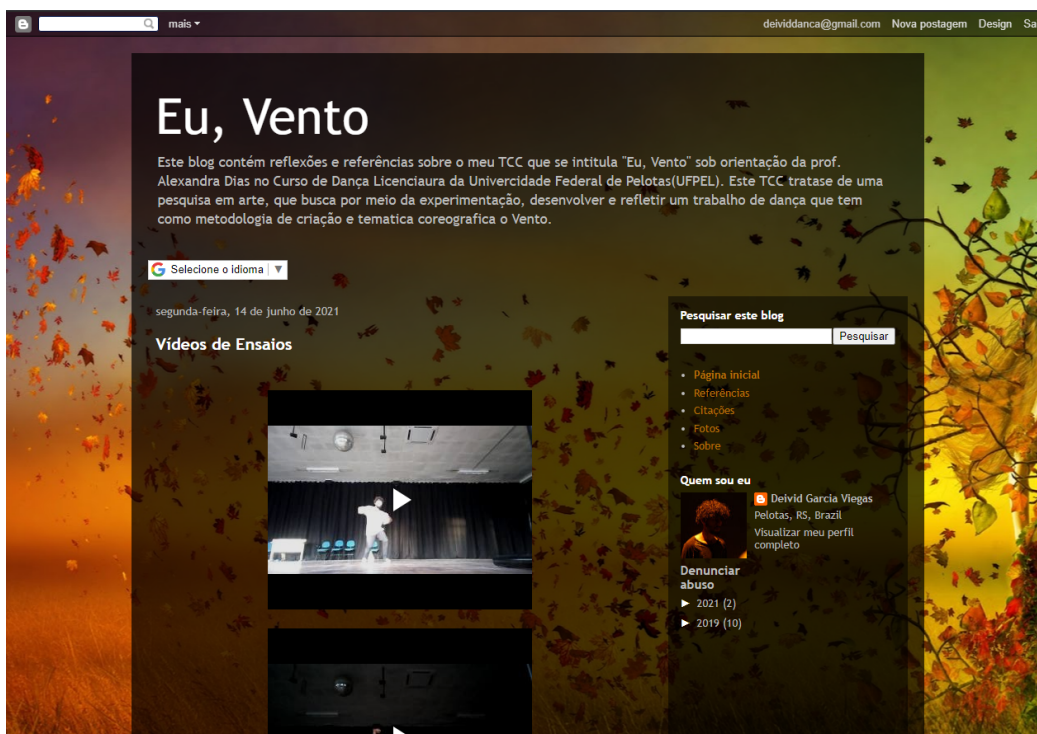 mais
deividdanca@gmail.com Nova postagem Design Sa
Eu, Vento
Este blog contém reflexões e referências sobre o meu TCC que se intitula "Eu, Vento" sob orientação da prof.
Alexandra Dias no Curso de Dança Licenciaura da Univercidade Federal de Pelotas(UFPEL). Este TCC tratase de uma
pesquisa em arte, que busca por meio da experimentação, desenvolver e refletir um trabalho de dança que tem
como metodologia de criação e tematica coreografica o Vento.
Selecione o idioma
segunda-feira, 14 de junho de 2021
Vídeos de Ensaios
Pesquisar este blog
Pesquisar
Página inicial
Referências
Citações
Fotos
Sobre
Quem sou eu
Deivid Garcia Viegas
Pelotas, RS, Brazil
Visualizar meu perfil
completo
Denunciar
abuso
► 2021 (2)
► 2019 (10)